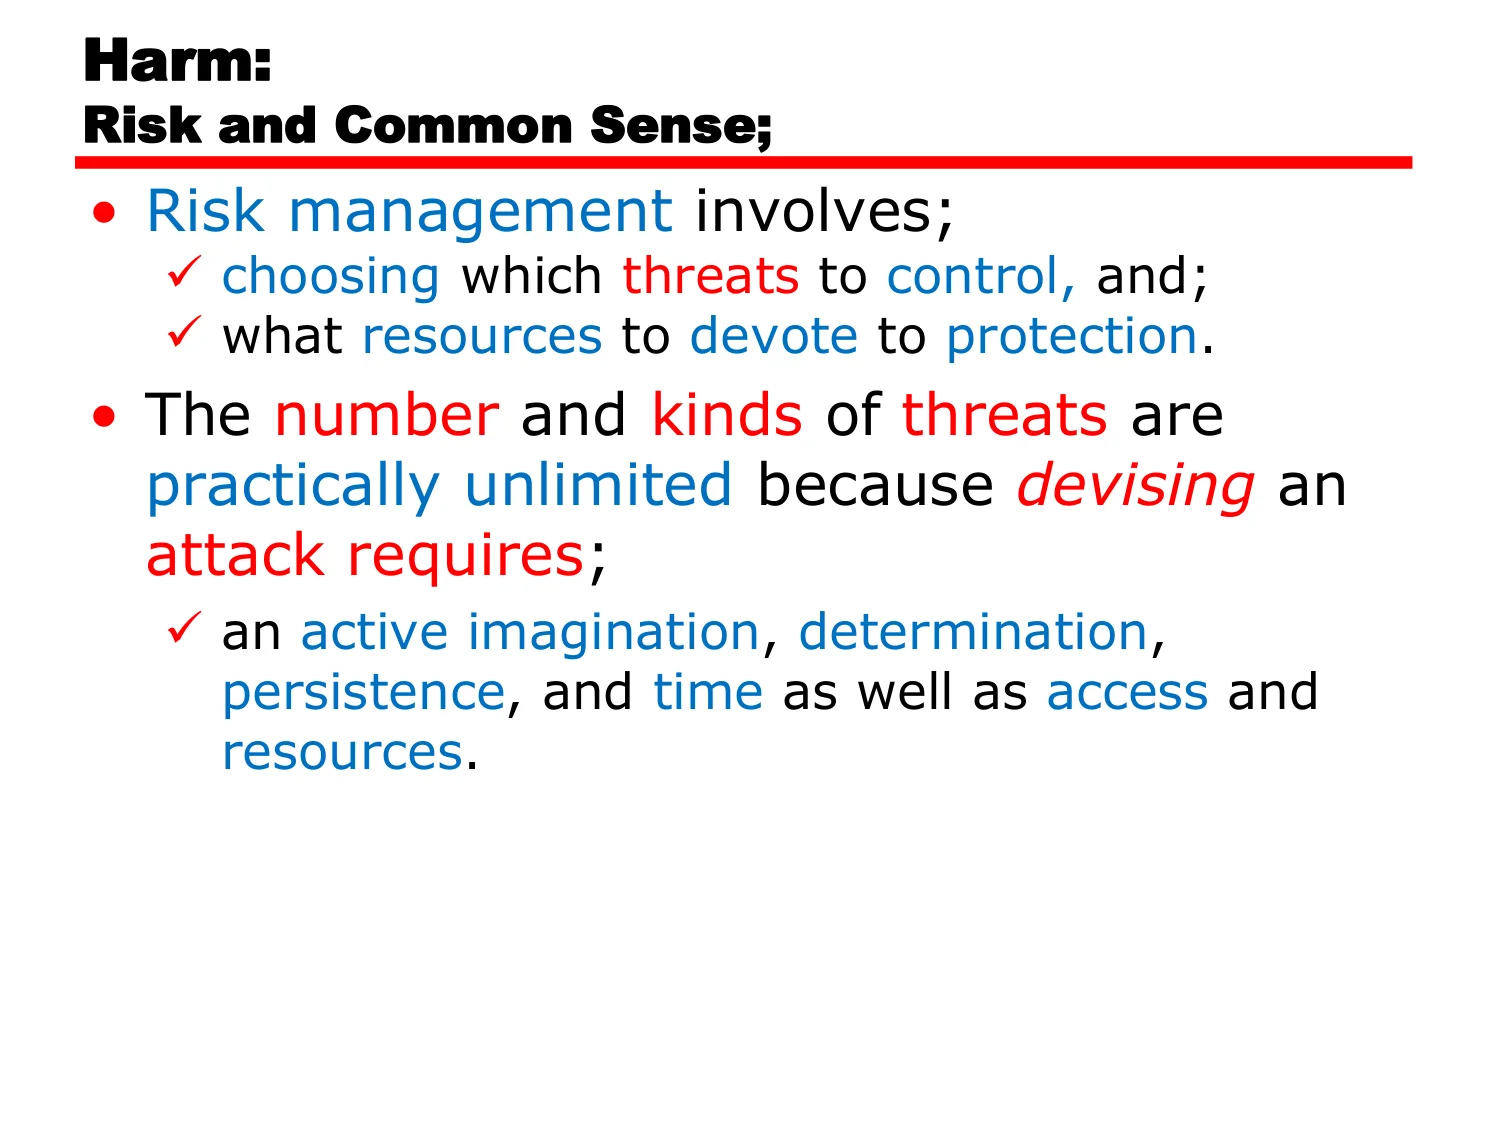 Harm:
Risk and Common Sense;
• Risk management involves;
✓ choosing which threats to control, and;
✓ what resources to devote to protection.
• The number and kinds of threats are
practically unlimited because devising an
attack requires;
✓ an active imagination, determination,
persistence, and time as well as access and
resources.